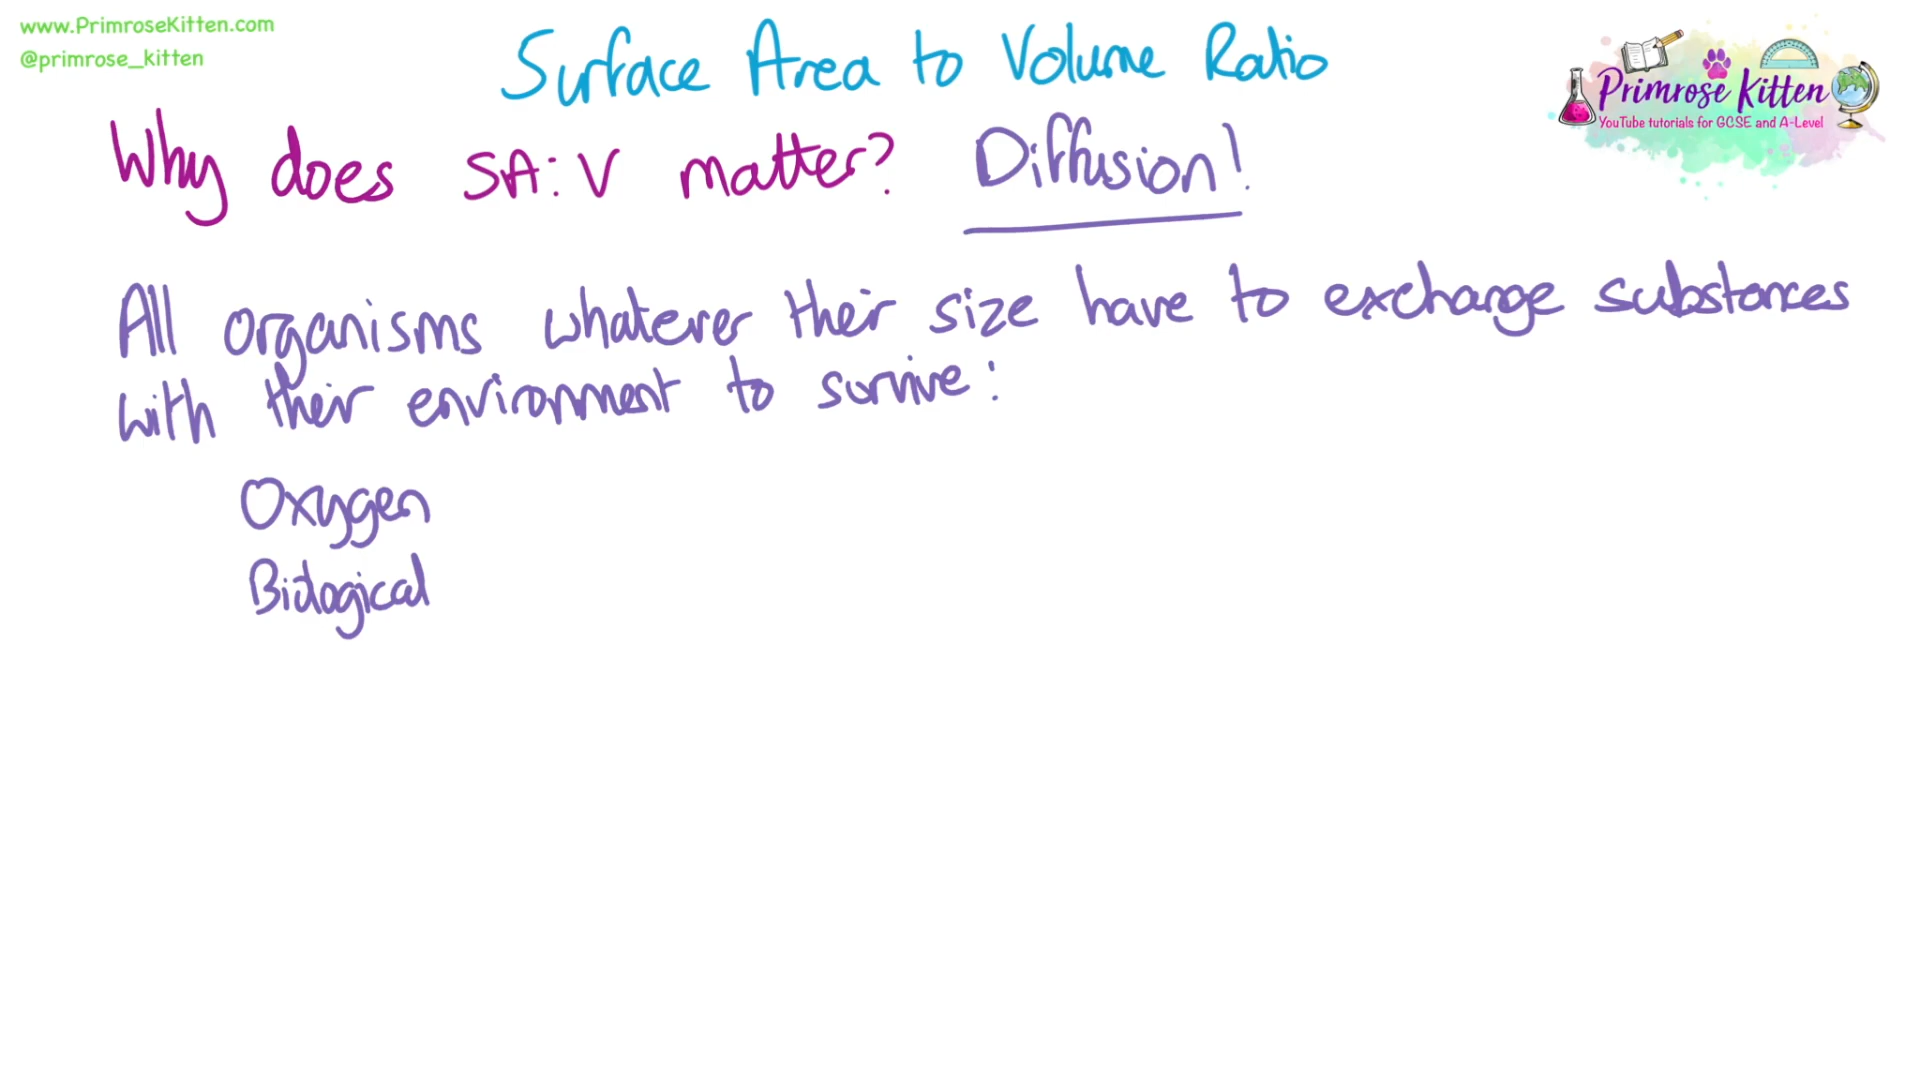 www.PrimroseKitten.com
@primrose_kitten
Surface Area to Volume Ratio
Primrose Kitten
YouTube tutorials for GCSE and A-Level
Why does SA:V matter? Diffusion!
All organisms whatever their size have to exchange substances
with their environment to survive:
Oxygen
Biological